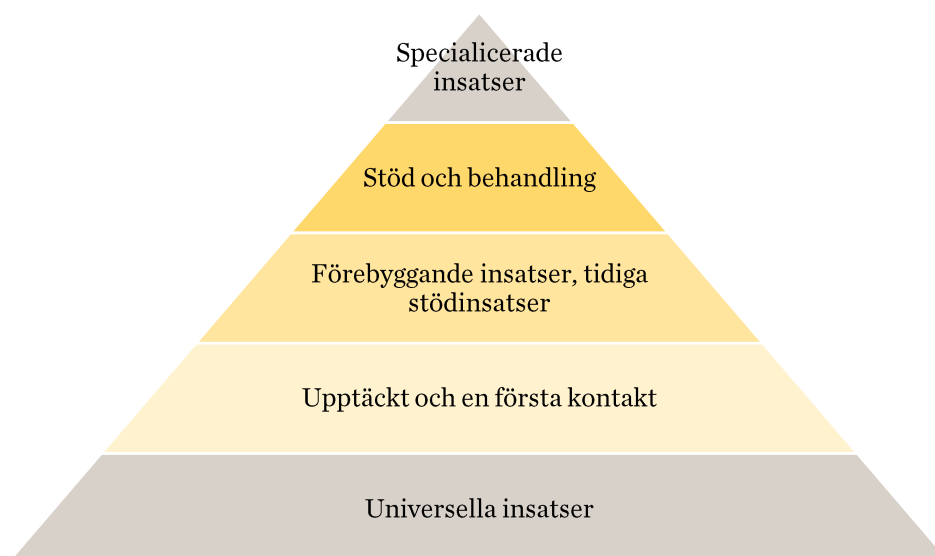 Specialicerade
insatser
Stöd och behandling
Förebyggande insatser, tidiga
stödinsatser
Upptäckt och en första kontakt
Universella insatser